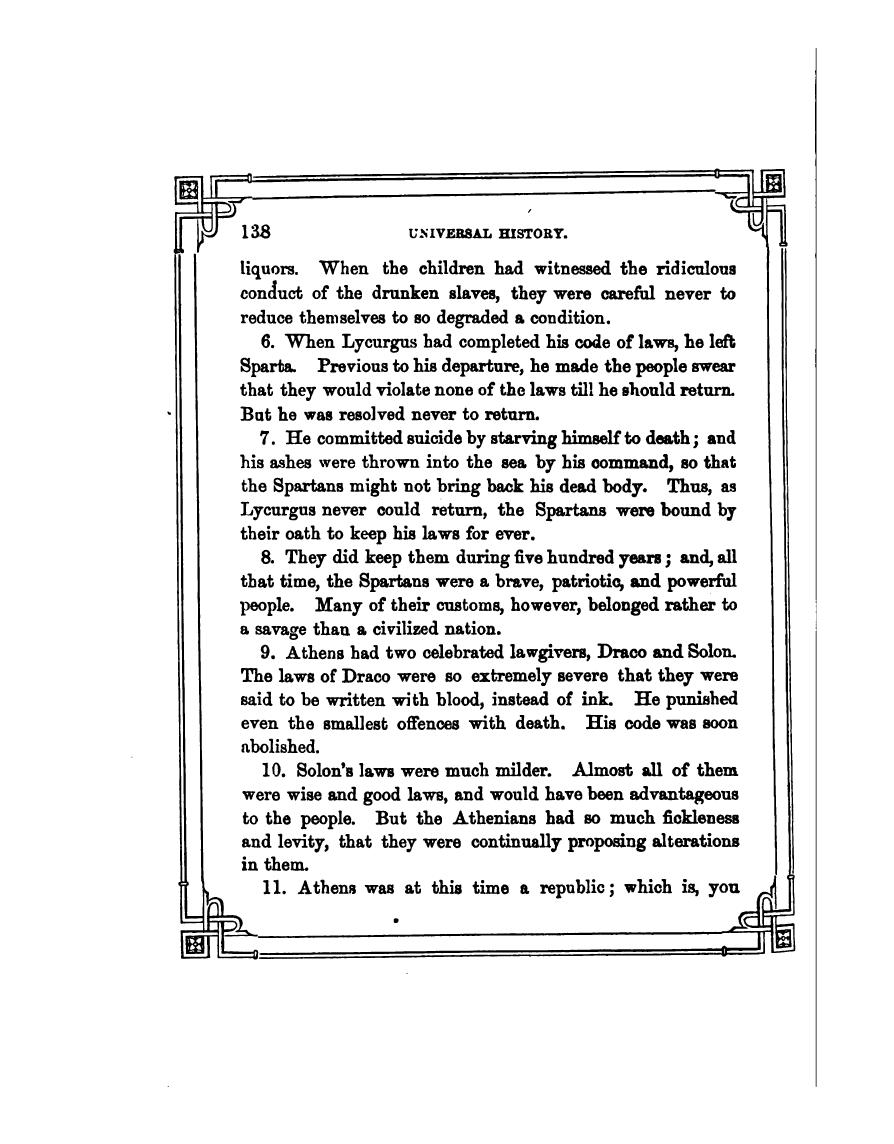 138 UNIVERSAL HISTORY.
liquors. When the children had witnessed the ridiculous
conduct of the drunken slaves, they were careful never to
reduce themselves to so degraded a condition.
6. When Lycurgus had completed his code of laws, he left
Sparta. Previous to his departure, he made the people swear
that they would violate none of the laws till he should return.
But he was resolved never to return.
7. He committed suicide by starving himself to death; and
his ashes were thrown into the sea by his command, so that
the Spartans might not bring back his dead body. Thus, as
Lycurgus never could return, the Spartans were bound by
their oath to keep his laws for ever.
8. They did keep them during five hundred years; and, all
that time, the Spartans were a brave, patriotic, and powerful
people. Many of their customs, however, belonged rather to
a savage than a civilized nation.
9. Athens had two celebrated lawgivers, Draco and Solon.
The laws of Draco were so extremely severe that they were
said to be written with blood, instead of ink. He punished
even the smallest offences with death. His code was soon
abolished.
10. Solon's laws were much milder. Almost all of them
were wise and good laws, and would have been advantageous
to the people. But the Athenians had so much fickleness
and levity, that they were continually proposing alterations
in them.
11. Athens was at this time a republic; which is, you